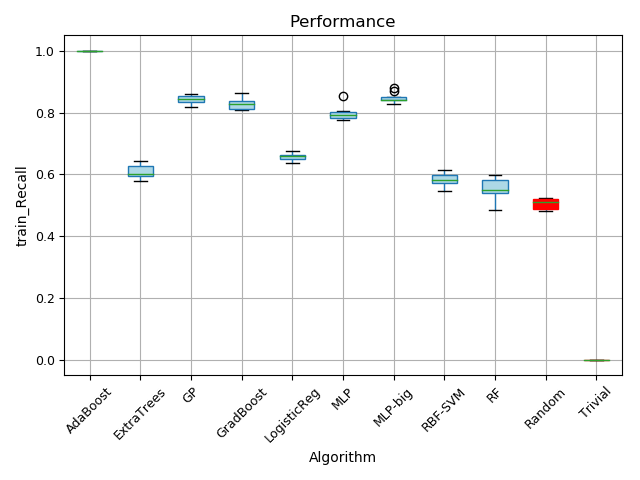 Performance
train_Recall
1.0
0.8
0.6
0.4
0.2
0.0
AdaBoost
ExtraTrees
GP
GradBoost
LogisticReg
MLP
MLP-big
RBF-SVM
RF
Random
Trivial
Algorithm